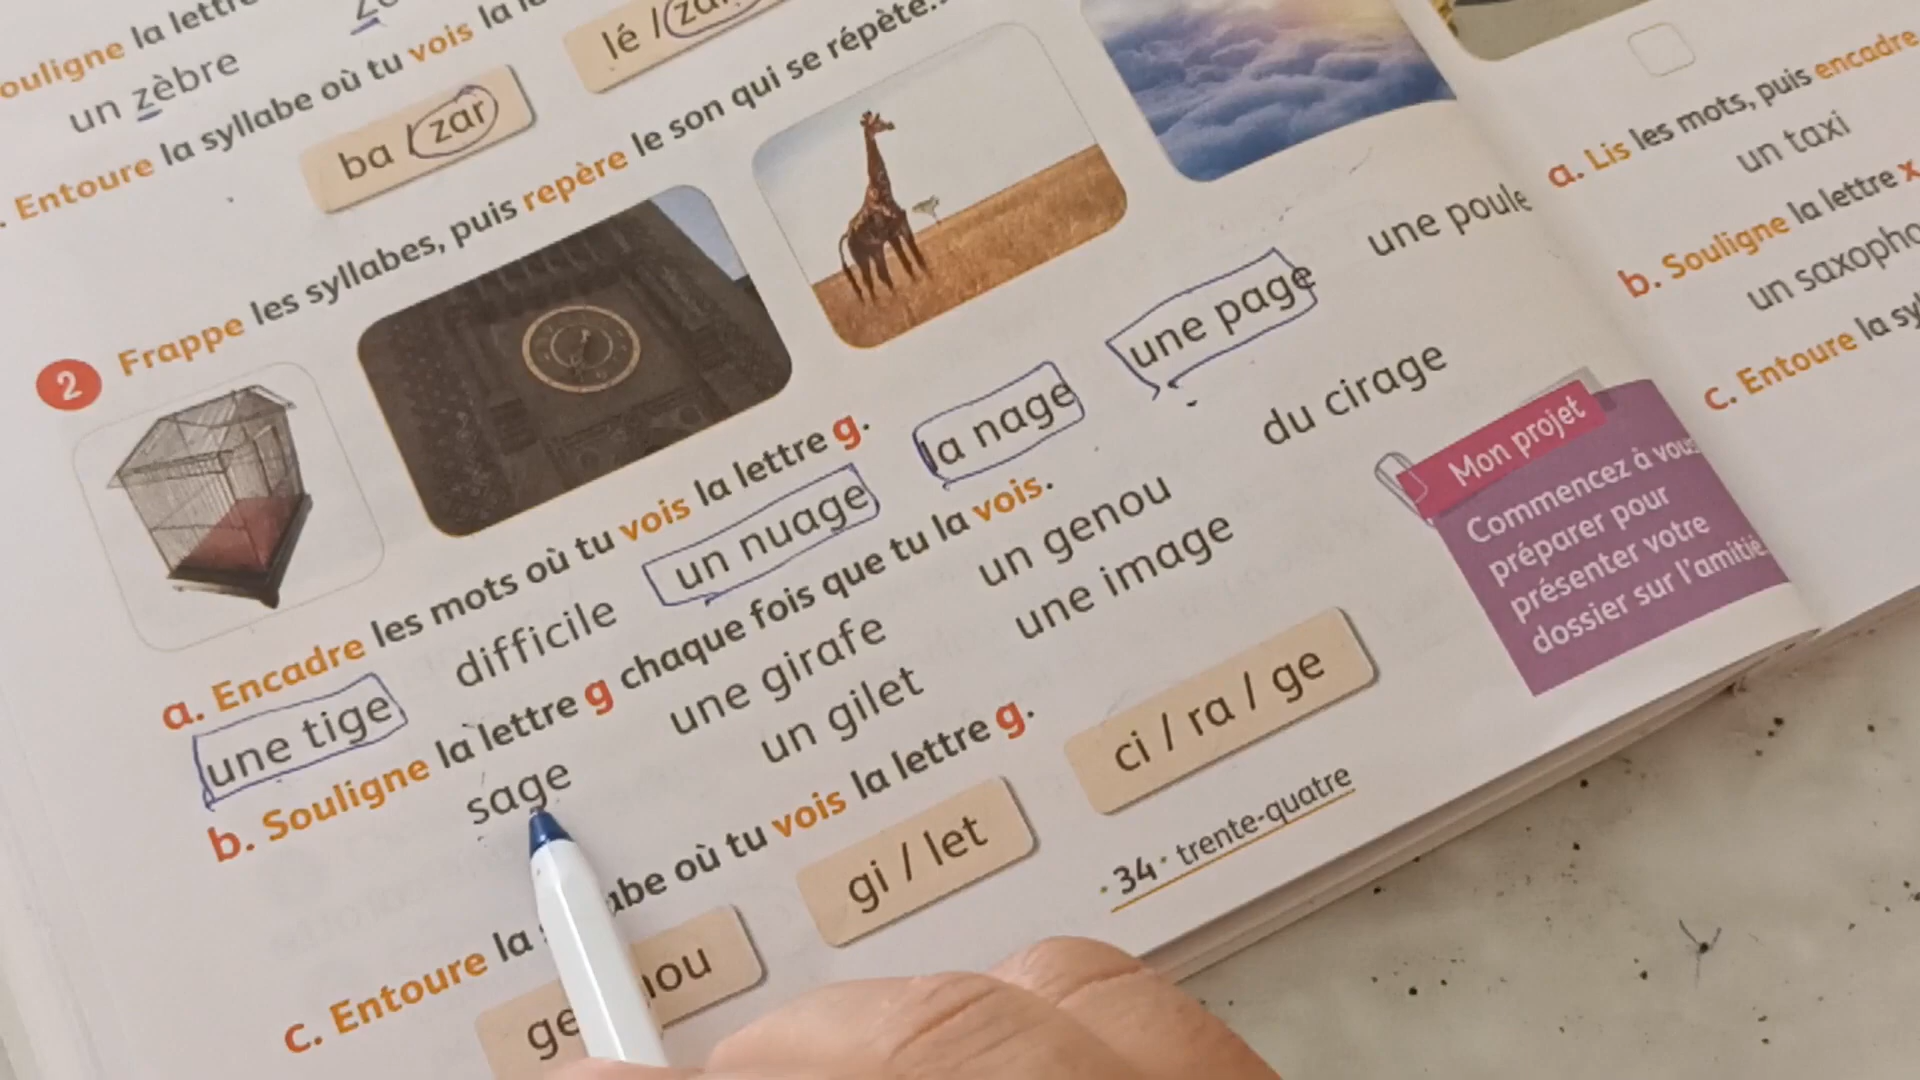 ouligne la lettr
un zèbre
Entoure la syllabe où tu vois la
ba / zar
lé / za
2 Frappe les syllabes, puis repère le son qui se répète.
a. Encadre les mots où tu vois la lettre g.
une tige difficile un nuage la nage une page une poule
b. Souligne la lettre g chaque fois que tu la vois.
sage une girafe un genou du cirage
un gilet une image
c. Entoure la abe où tu vois la lettre g.
ge nou gi / let ci / ra / ge
· 34 · trente-quatre
Mon projet
Commencez à vous
préparer pour
présenter votre
dossier sur l'amitié.
a. Lis les mots, puis encadre
un taxi
b. Souligne la lettre x
un saxopho
c. Entoure la sy